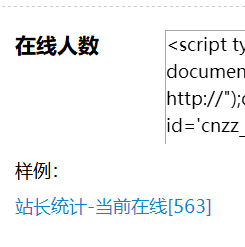 在线人数
<script ty
documen
http://");c
id='cnzz_
样例：
站长统计-当前在线[563]